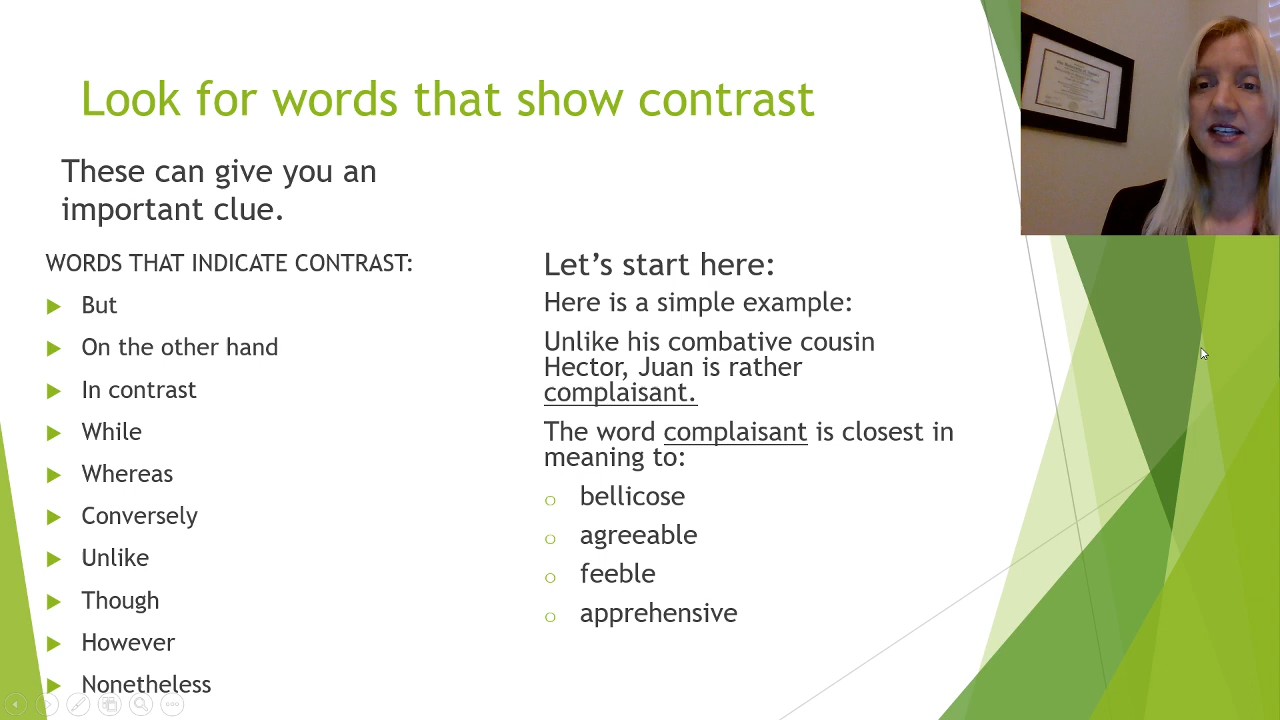 Look for words that show contrast
These can give you an
important clue.
WORDS THAT INDICATE CONTRAST:
But
On the other hand
In contrast
While
Whereas
Conversely
Unlike
Though
However
Nonetheless
Let’s start here:
Here is a simple example:
Unlike his combative cousin
Hector, Juan is rather
complaisant.
The word complaisant is closest in
meaning to:
bellicose
agreeable
feeble
apprehensive